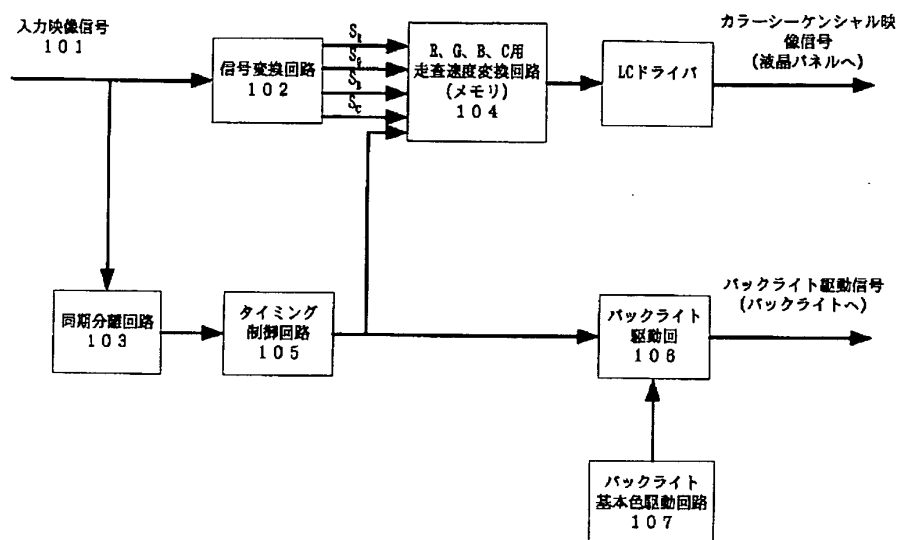 入力映像信号
101
信号変換回路
102
S_R
S_g
S_B
S_C
R、G、B、C用
走査速度変換回路
(メモリ)
104
LCドライバ
カラーシーケンシャル映
像信号
(液晶パネルへ)
同期分離回路
103
タイミング
制御回路
105
バックライト
駆動回
106
バックライト駆動信号
(バックライトへ)
バックライト
基本色駆動回路
107